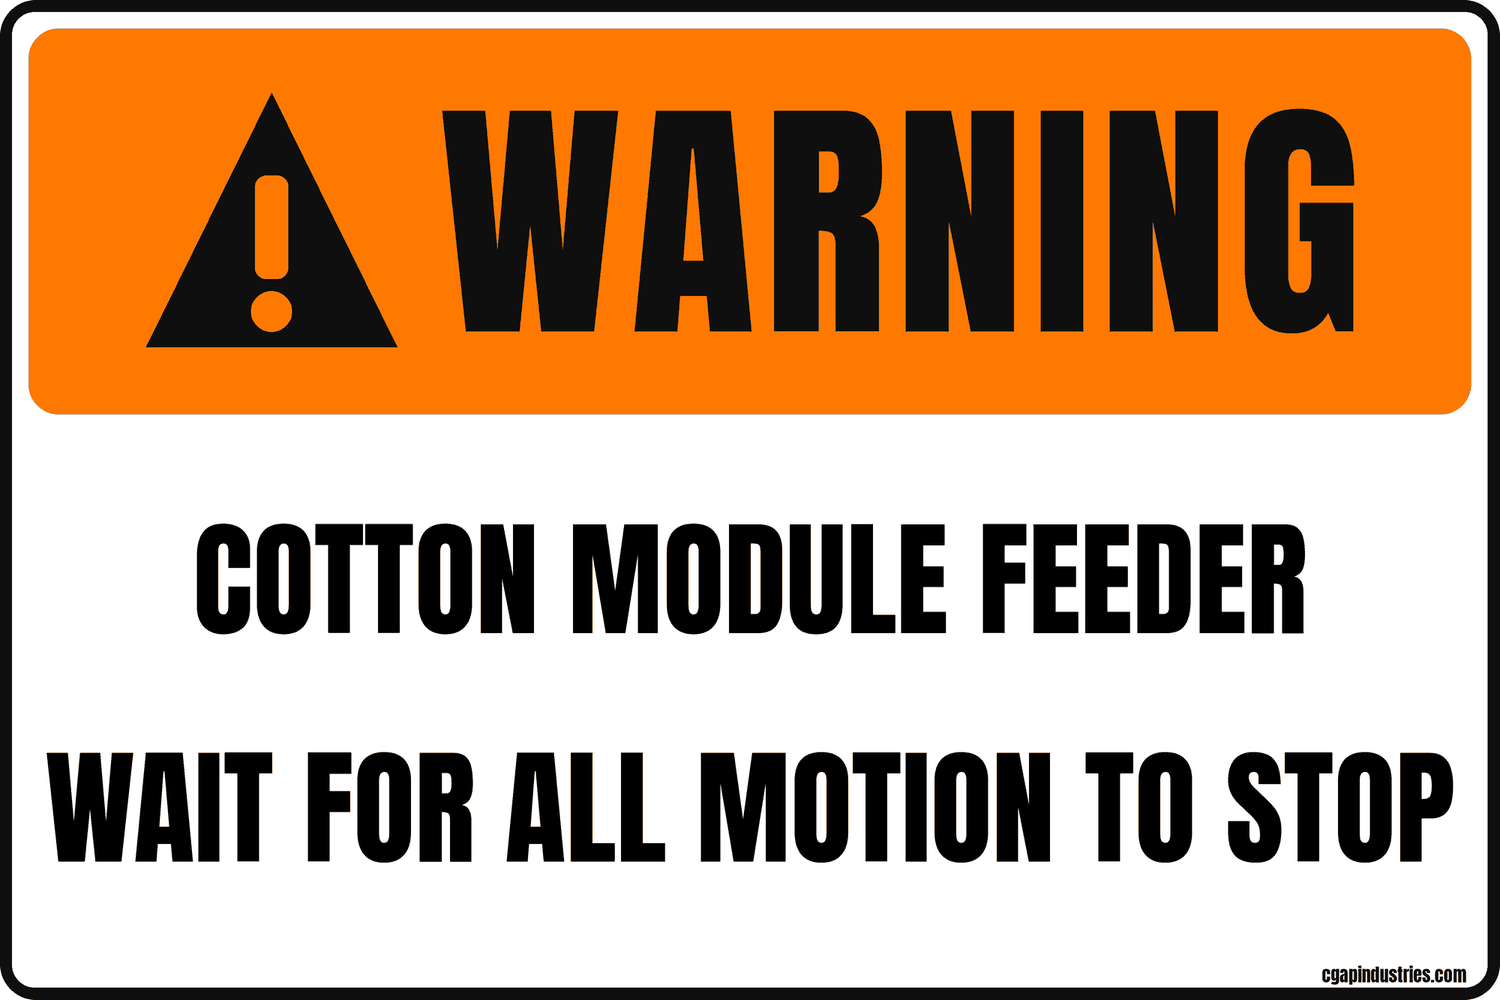 WARNING
COTTON MODULE FEEDER
WAIT FOR ALL MOTION TO STOP
cgapindustries.com